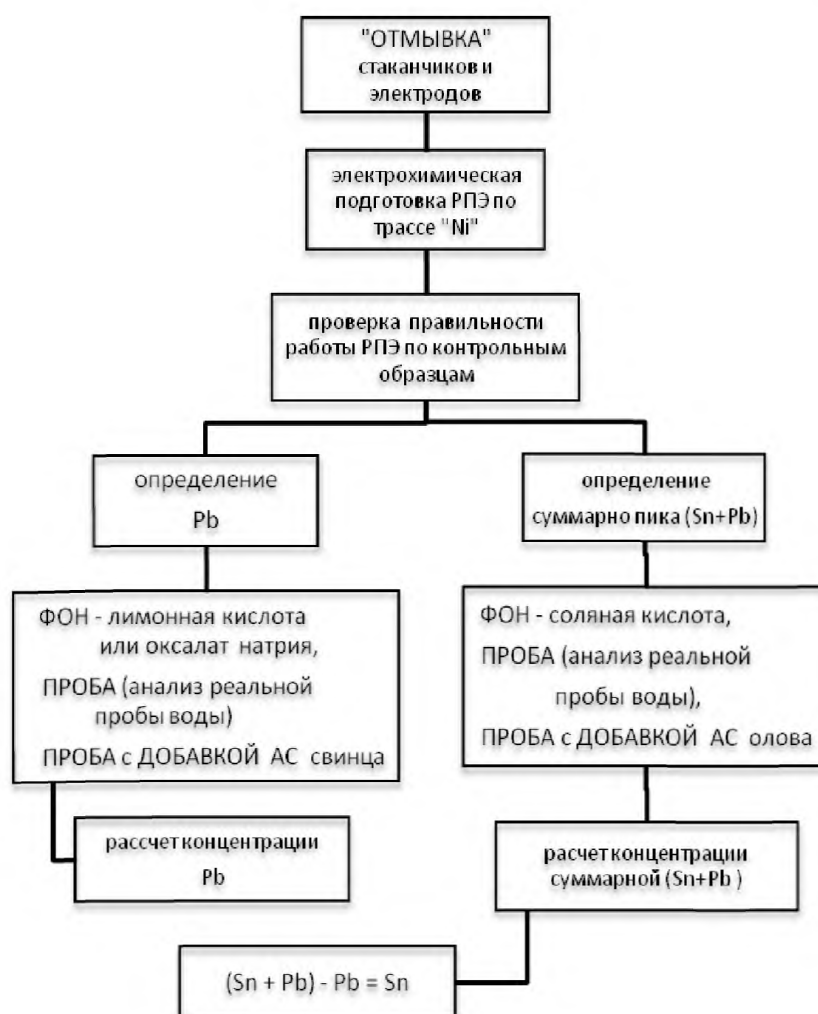 "ОТМЫВКА"
стаканчиков и
электродов
электрохимическая
подготовка РПЭ по
трассе "Ni"
проверка правильности
работы РПЭ по контрольным
образцам
определение
Pb
определение
суммарно пика (Sn+Pb)
ФОН - лимонная кислота
или оксалат натрия,
ПРОБА (анализ реальной
пробы воды)
ПРОБА с ДОБАВКОЙ АС свинца
ФОН - соляная кислота,
ПРОБА (анализ реальной
пробы воды),
ПРОБА с ДОБАВКОЙ АС олова
рассчет концентрации
Pb
расчет концентрации
суммарной (Sn+Pb )
(Sn + Pb) - Pb = Sn